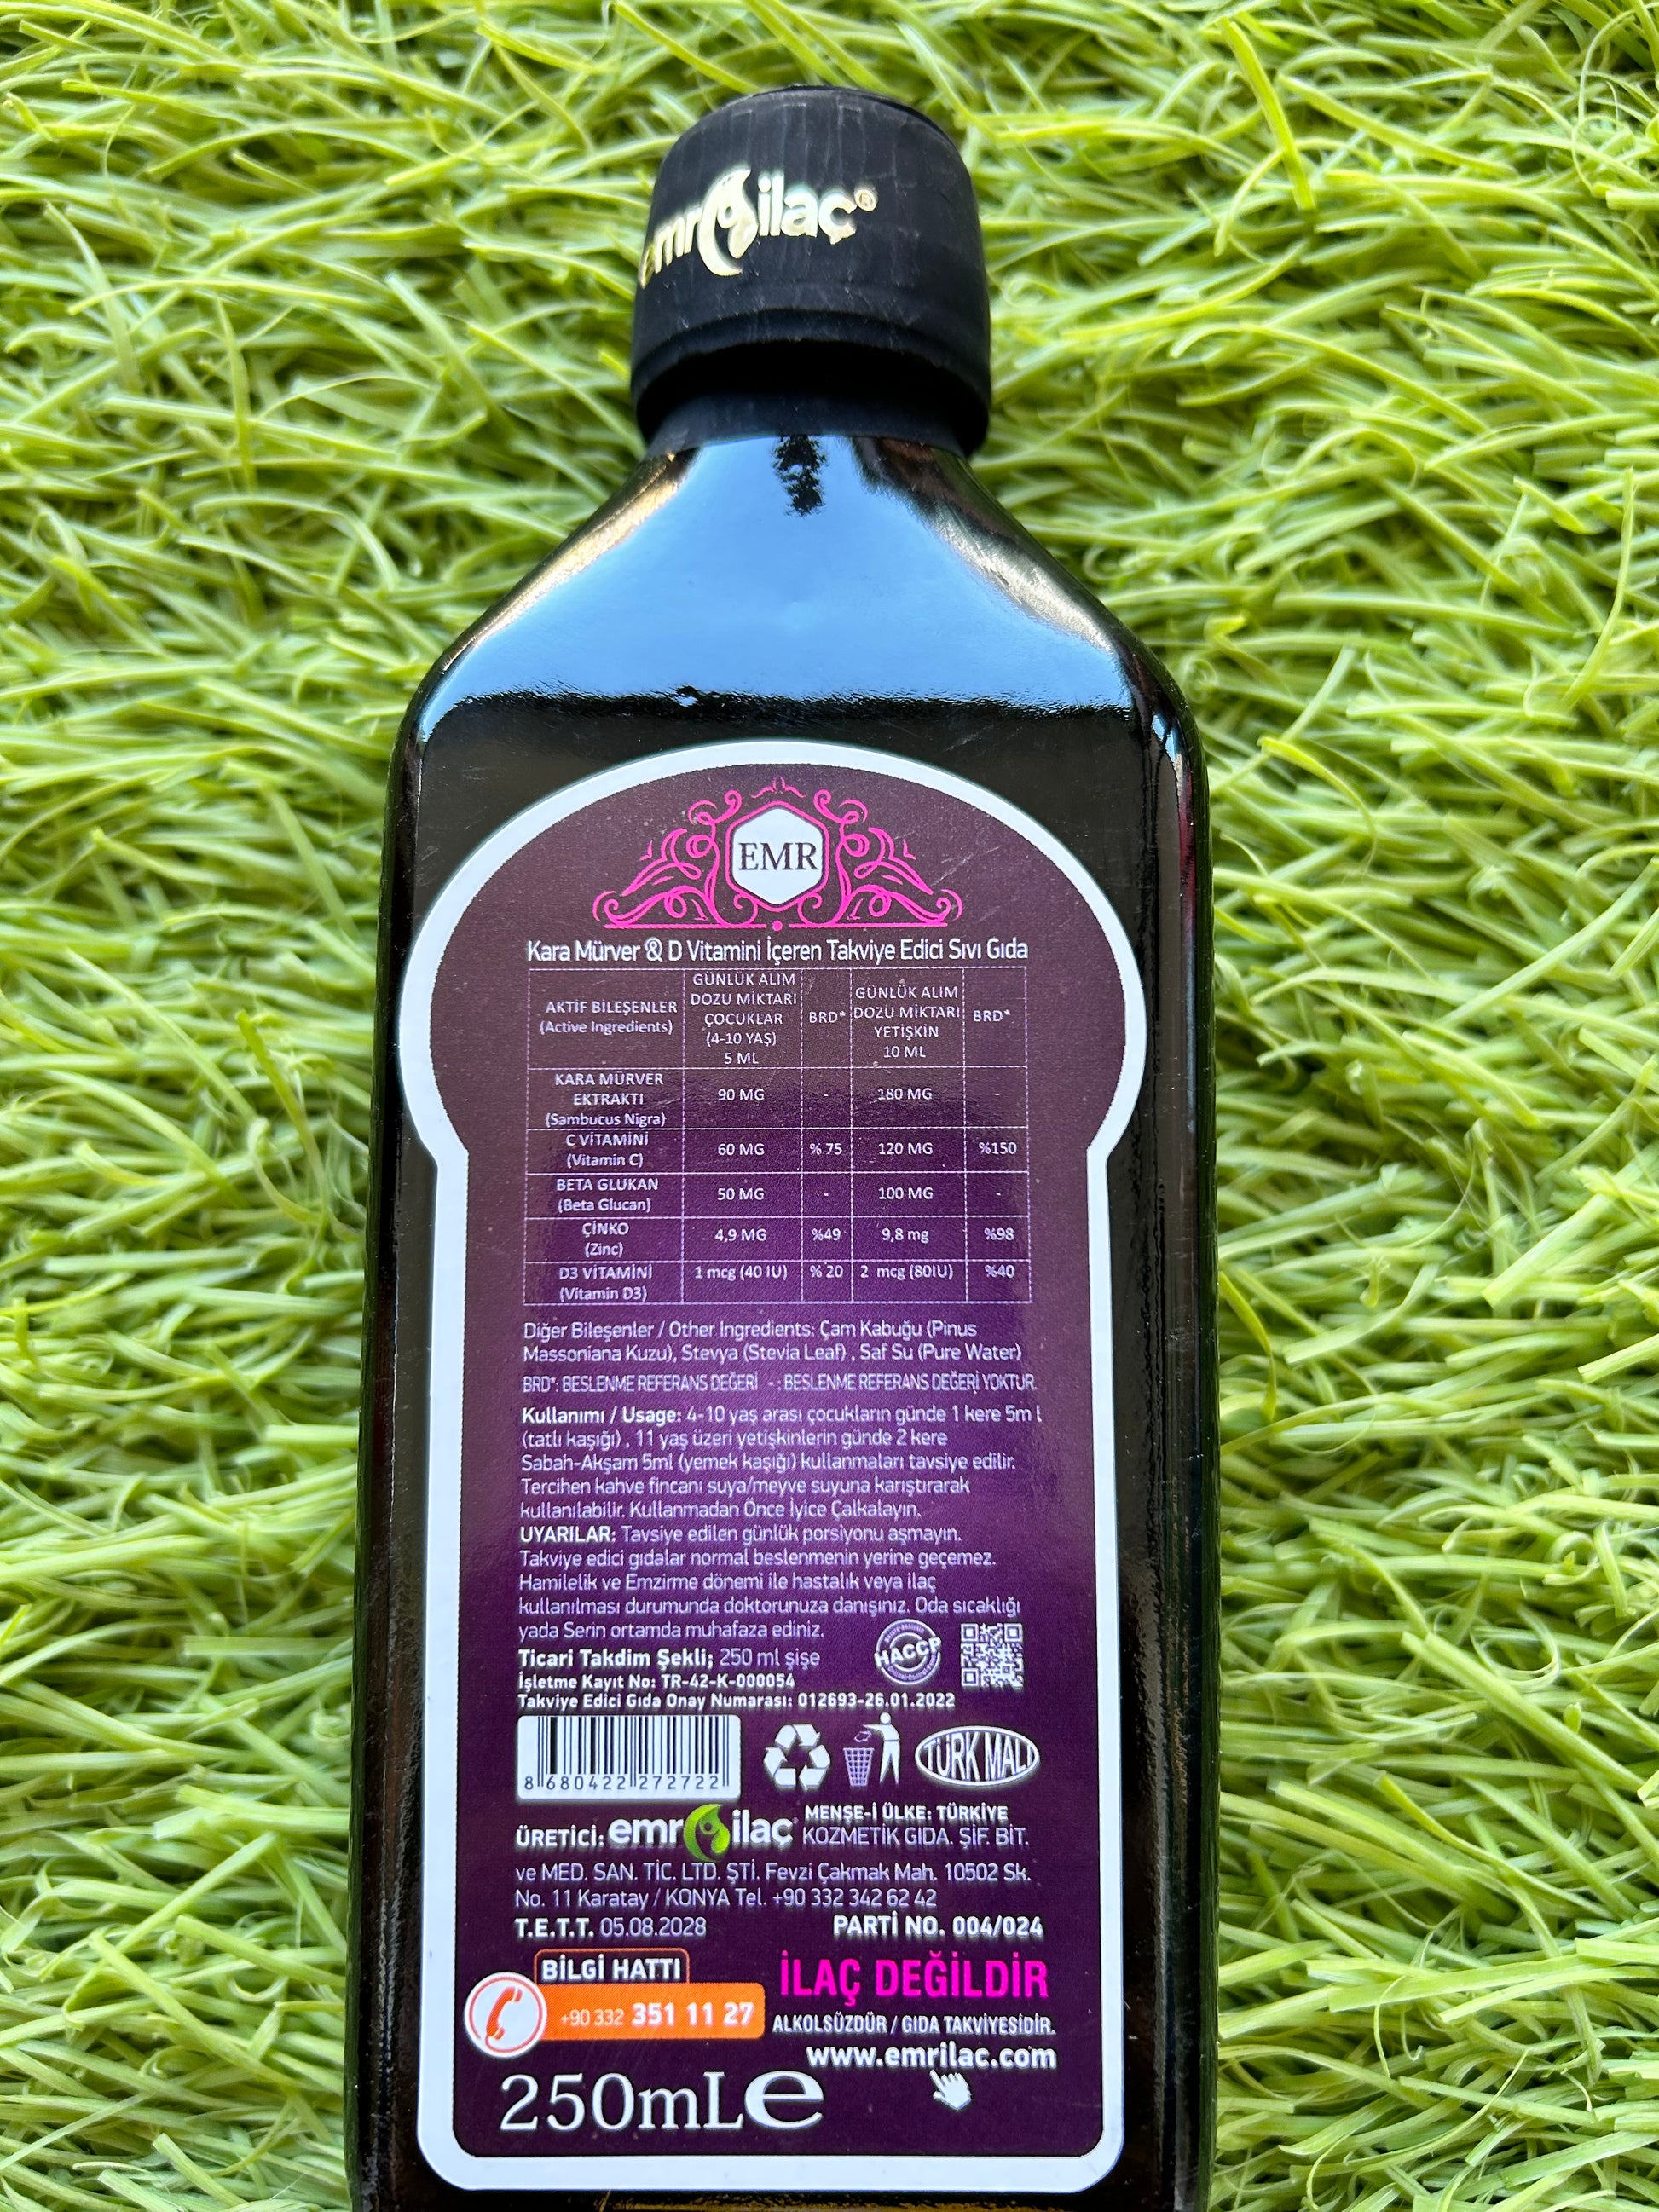 emr ilaç®
EMR
Kara Mürver & D Vitamini İçeren Takviye Edici Sıvı Gıda
AKTİF BİLEŞENLER (Active Ingredients) GÜNLÜK ALIM DOZU MİKTARI ÇOCUKLAR (4-10 YAŞ) 5 ML BRD* GÜNLÜK ALIM DOZU MİKTARI YETİŞKİN 10 ML BRD*
KARA MÜRVER EKTRAKTI (Sambucus Nigra) 90 MG - 180 MG -
C VİTAMİNİ (Vitamin C) 60 MG % 75 120 MG %150
BETA GLUKAN (Beta Glucan) 50 MG - 100 MG -
ÇİNKO (Zinc) 4,9 MG %49 9,8 mg %98
D3 VİTAMİNİ (Vitamin D3) 1 mcg (40 IU) % 20 2 mcg (80IU) %40
Diğer Bileşenler / Other Ingredients: Çam Kabuğu (Pinus
Massoniana Kuzu), Stevya (Stevia Leaf) , Saf Su (Pure Water)
BRD*: BESLENME REFERANS DEĞERİ - : BESLENME REFERANS DEĞERİ YOKTUR.
Kullanımı / Usage: 4-10 yaş arası çocukların günde 1 kere 5m l
(tatlı kaşığı) , 11 yaş üzeri yetişkinlerin günde 2 kere
Sabah-Akşam 5ml (yemek kaşığı) kullanmaları tavsiye edilir.
Tercihen kahve fincanı suya/meyve suyuna karıştırarak
kullanılabilir. Kullanmadan Önce İyice Çalkalayın.
UYARILAR: Tavsiye edilen günlük porsiyonu aşmayın.
Takviye edici gıdalar normal beslenmenin yerine geçemez.
Hamilelik ve Emzirme dönemi ile hastalık veya ilaç
kullanılması durumunda doktorunuza danışınız. Oda sıcaklığı
yada Serin ortamda muhafaza ediniz.
HACCP
Ticari Takdim Şekli; 250 ml şişe
İşletme Kayıt No: TR-42-K-000054
Takviye Edici Gıda Onay Numarası: 012693-26.01.2022
8 680422 272722
TÜRK MALI
ÜRETİCİ: emr ilaç MENŞE-İ ÜLKE: TÜRKİYE
KOZMETİK GIDA. ŞİF. BİT.
ve MED. SAN. TİC. LTD. ŞTİ. Fevzi Çakmak Mah. 10502 Sk.
No. 11 Karatay / KONYA Tel. +90 332 342 62 42
T.E.T.T. 05.08.2028 PARTİ NO. 004/024
BİLGİ HATTI
+90 332 351 11 27
İLAÇ DEĞİLDİR
ALKOLSÜZDÜR / GIDA TAKVİYESİDİR.
www.emrilac.com
250mL e